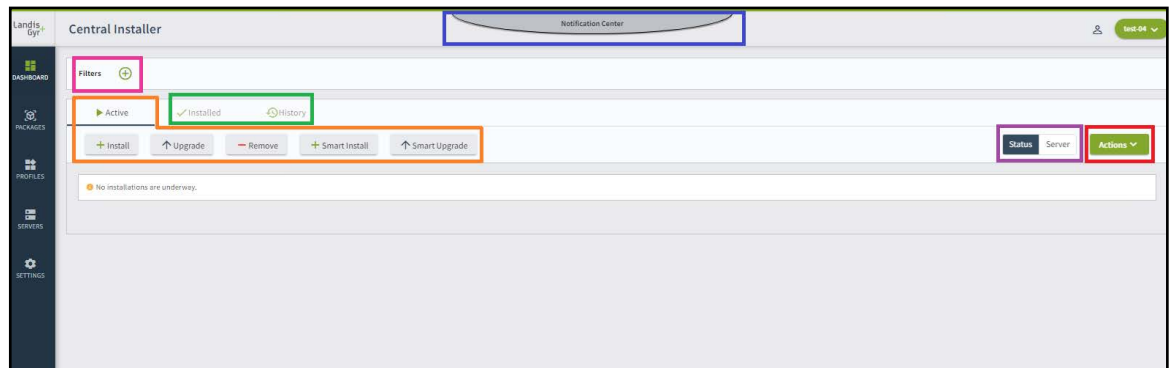 Landis
Gyr+
Central Installer
Notification Center
test-04
DASHBOARD
Filters
Active
Installed
History
PACKAGES
Install
Upgrade
Remove
Smart Install
Smart Upgrade
Status
Server
Actions
PROFILES
No installations are underway.
SERVERS
SETTINGS